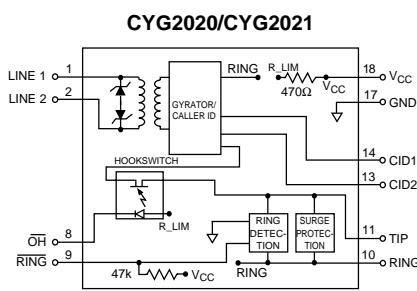 CYG2020/CYG2021
LINE 1
1
LINE 2
2
GYRATOR/
CALLER ID
RING
R_LIM
470Ω
VCC
18
VCC
17
GND
14
CID1
13
CID2
HOOKSWITCH
R_LIM
RING
DETEC-
TION
SURGE
PROTEC-
TION
11
TIP
10
RING
OH
8
RING
9
47k
VCC
RING